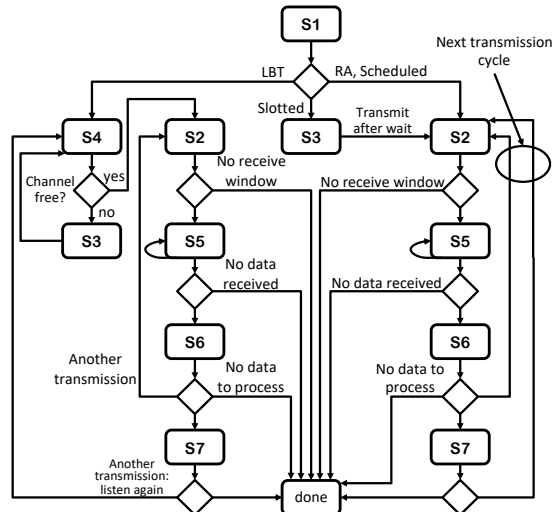 S1
Next transmission
cycle
LBT
RA, Scheduled
Slotted
Transmit
after wait
S4
S2
S3
S2
Channel
free?
yes
no
No receive
window
No receive window
S3
S5
S5
No data
received
No data received
S6
S6
Another
transmission
No data
to process
No data to
process
S7
S7
Another
transmission:
listen again
done